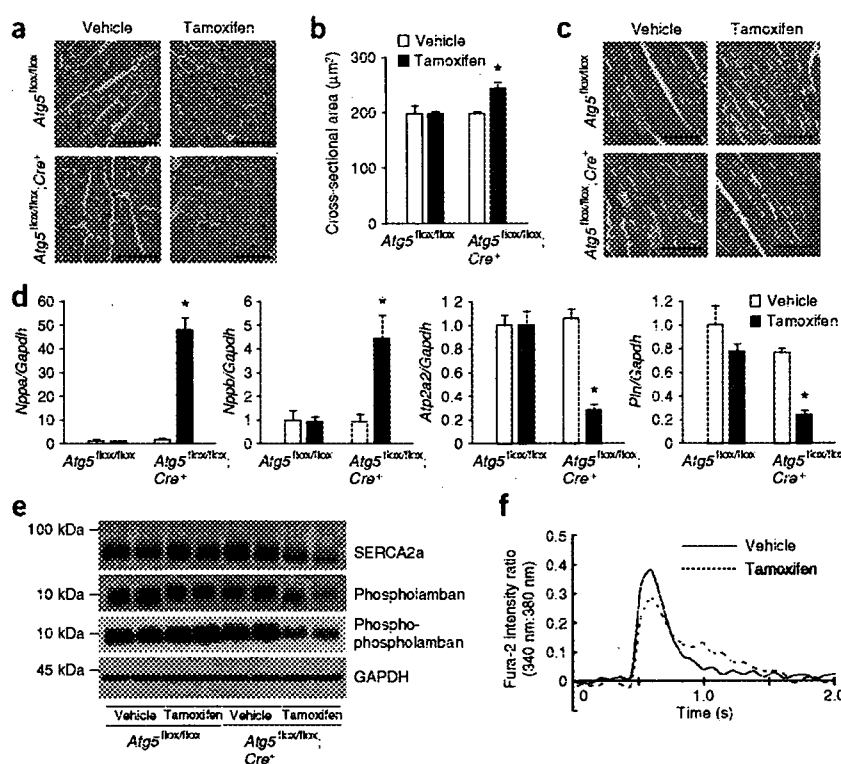 a
Vehicle Tamoxifen
Atg5flox/flox
Atg5flox/flox;Cre+
b
Vehicle
Tamoxifen
Cross-sectional area (μm2)
300
200
100
0
*
Atg5flox/flox Atg5flox/flox;
Cre+
c
Vehicle Tamoxifen
Atg5flox/flox
Atg5flox/flox;Cre+
d
Nppa/Gapdh
60
50
40
30
20
10
0
*
Atg5flox/flox Atg5flox/flox;
Cre+
Nppb/Gapdh
6
5
4
3
2
1
0
*
Atg5flox/flox Atg5flox/flox;
Cre+
Atp2a2/Gapdh
1.2
1.0
0.8
0.6
0.4
0.2
0
*
Atg5flox/flox Atg5flox/flox;
Cre+
Pln/Gapdh
1.2
1.0
0.8
0.6
0.4
0.2
0
*
Vehicle
Tamoxifen
Atg5flox/flox Atg5flox/flox;
Cre+
e
100 kDa
SERCA2a
10 kDa
Phospholamban
10 kDa
Phospho-
phospholamban
45 kDa
GAPDH
Vehicle Tamoxifen Vehicle Tamoxifen
Atg5flox/flox Atg5flox/flox;
Cre+
f
Fura-2 intensity ratio
(340 nm:380 nm)
0.5
0.4
0.3
0.2
0.1
0
Vehicle
Tamoxifen
0 1.0 2.0
Time (s)